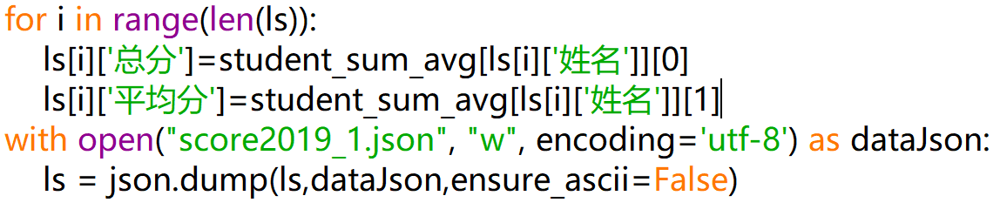 for i in range(len(ls)):
    ls[i]['总分']=student_sum_avg[ls[i]['姓名']][0]
    ls[i]['平均分']=student_sum_avg[ls[i]['姓名']][1]
with open("score2019_1.json", "w", encoding='utf-8') as dataJson:
    ls = json.dump(ls,dataJson,ensure_ascii=False)